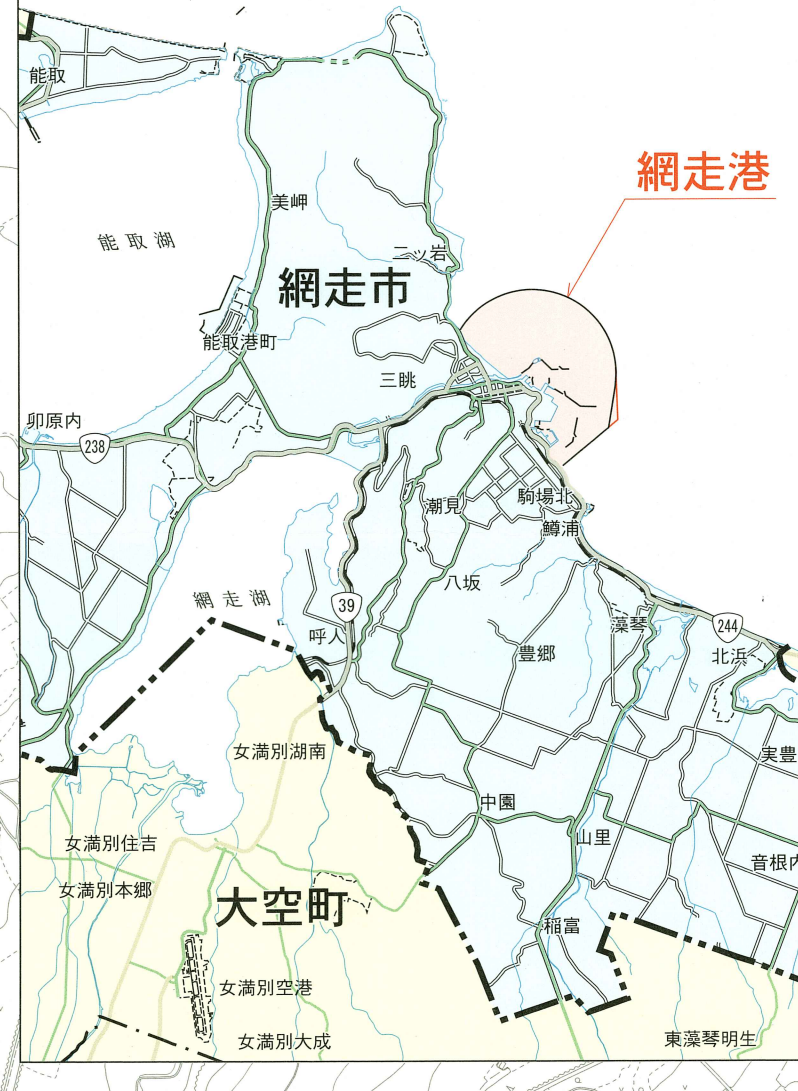 能取
網走港
美岬
能取湖
二ッ岩
網走市
能取港町
三眺
卯原内
238
潮見
駒場北
鱒浦
八坂
網走湖
39
呼人
藻琴
244
豊郷
北浜
女満別湖南
実豊
中園
山里
女満別住吉
音根内
女満別本郷
大空町
稲富
女満別空港
女満別大成
東藻琴明生